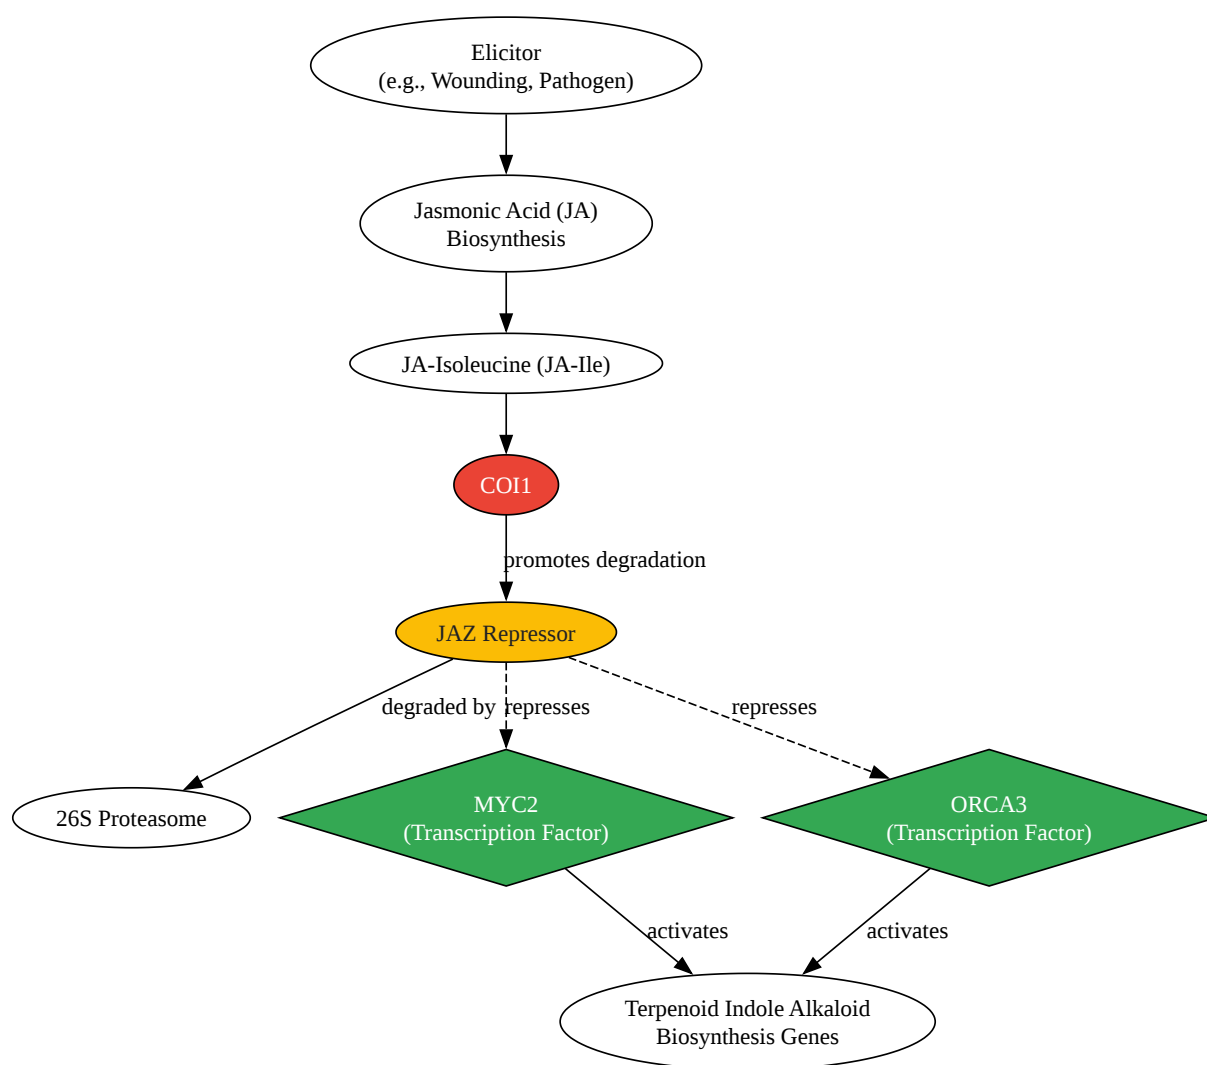 Elicitor
(e.g., Wounding, Pathogen)
Jasmonic Acid (JA)
Biosynthesis
JA-Isoleucine (JA-Ile)
COI1
promotes degradation
JAZ Repressor
degraded by
represses
represses
26S Proteasome
MYC2
(Transcription Factor)
ORCA3
(Transcription Factor)
activates
activates
Terpenoid Indole Alkaloid
Biosynthesis Genes